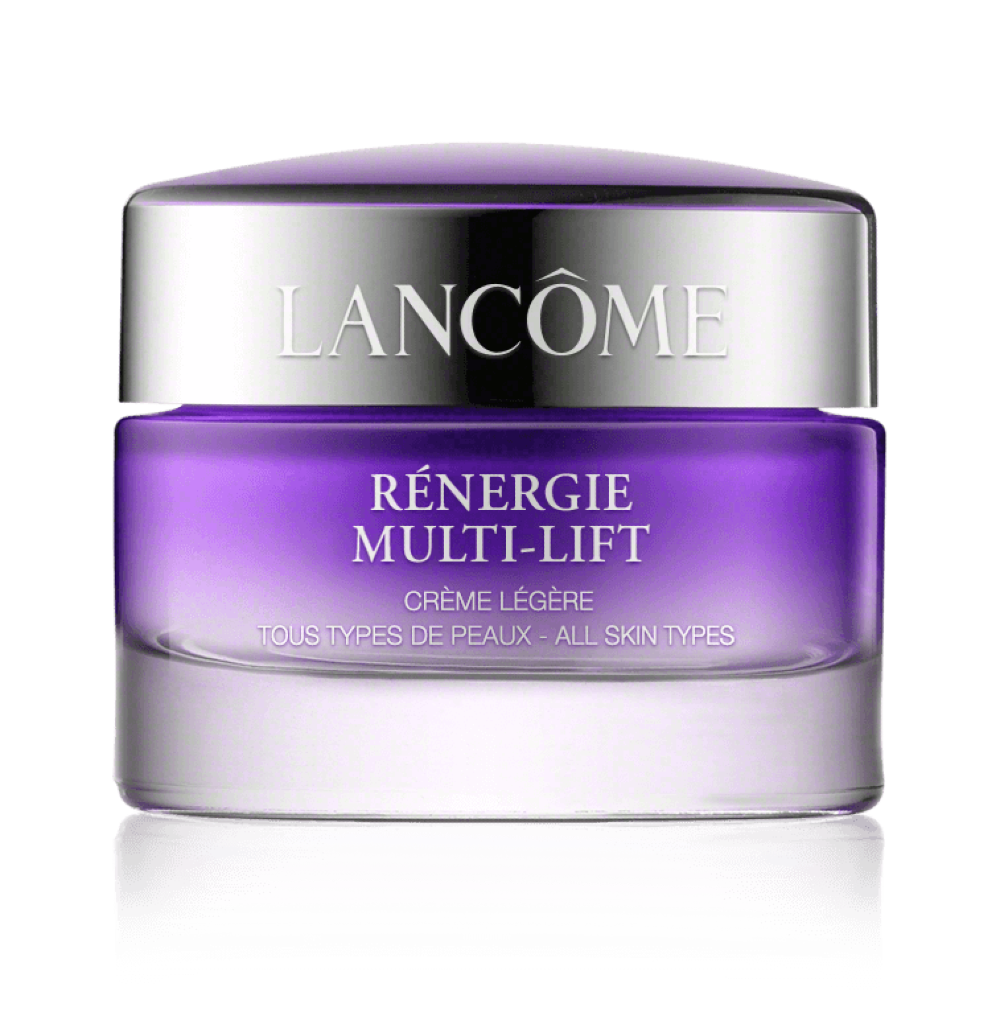 LANCÔME
RÉNERGIE
MULTI-LIFT
CRÈME LÉGÈRE
TOUS TYPES DE PEAUX - ALL SKIN TYPES